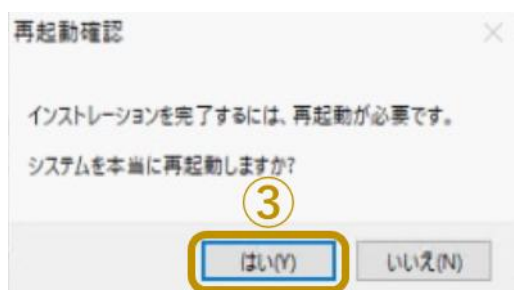 再起動確認
インストレーションを完了するには、再起動が必要です。
システムを本当に再起動しますか?
③
はい(Y)
いいえ(N)